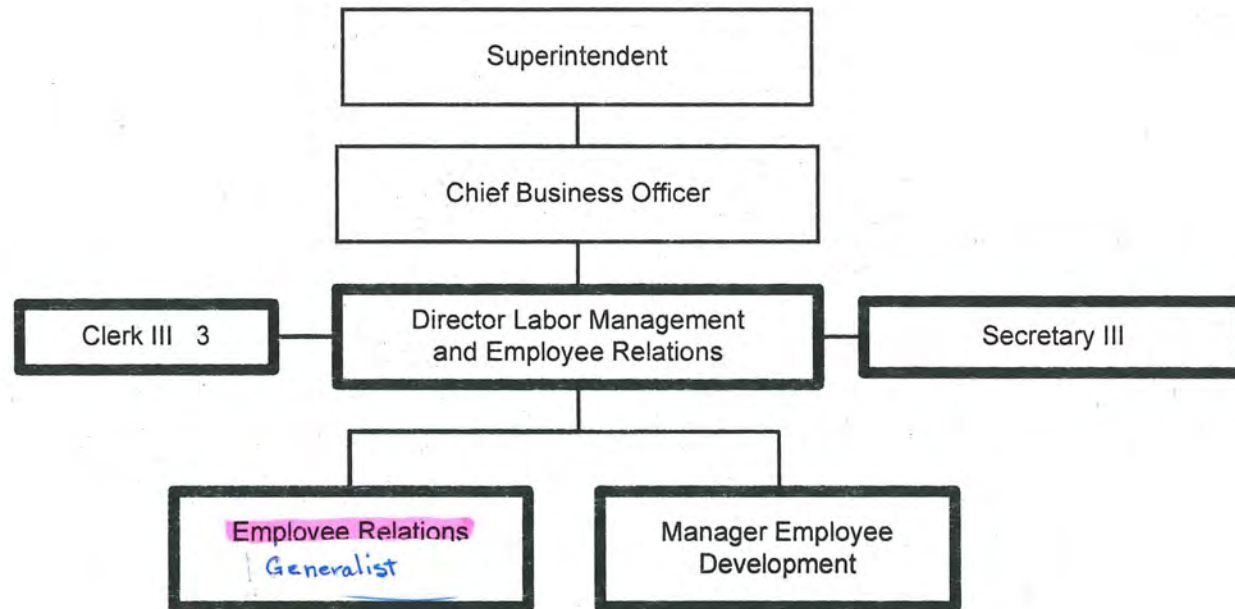 Superintendent
Chief Business Officer
Clerk III 3
Director Labor Management
and Employee Relations
Secretary III
Employee Relations
Generalist
Manager Employee
Development